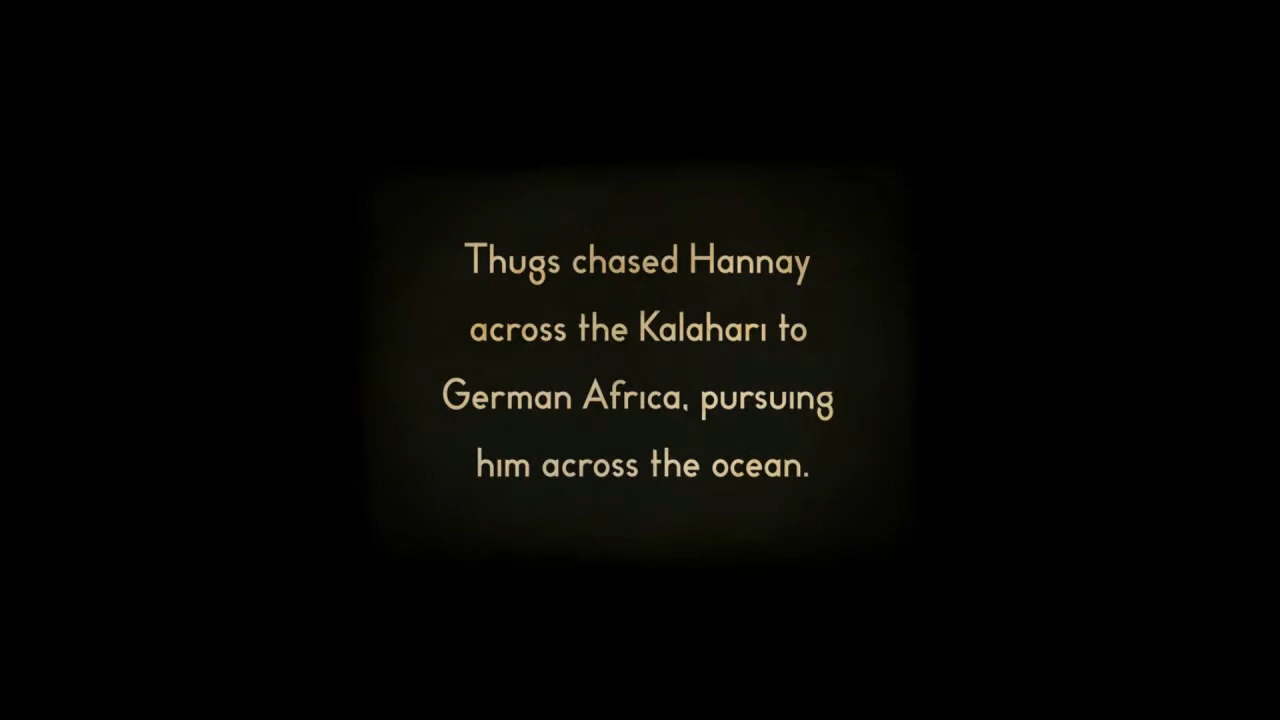 Thugs chased Hannay
across the Kalahari to
German Africa, pursuing
him across the ocean.